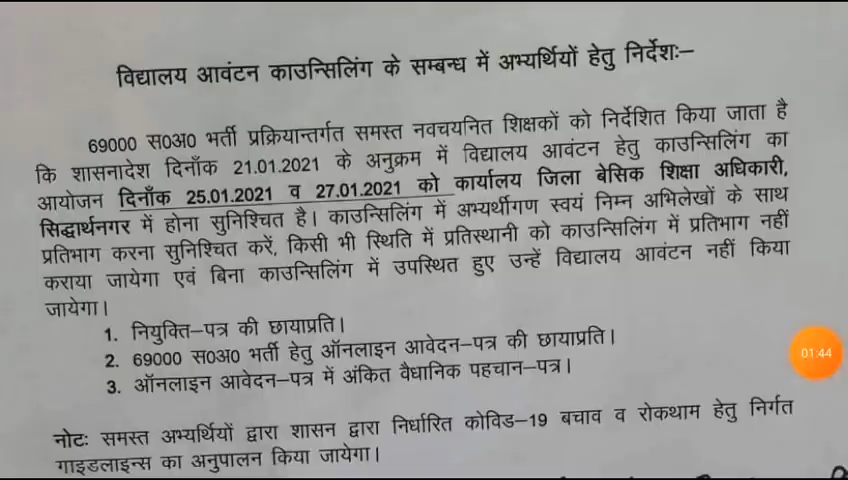 विद्यालय आवंटन काउन्सिलिंग के सम्बन्ध में अभ्यर्थियों हेतु निर्देशः–
69000 स0अ0 भर्ती प्रक्रियान्तर्गत समस्त नवचयनित शिक्षकों को निर्देशित किया जाता है
कि शासनादेश दिनाँक 21.01.2021 के अनुक्रम में विद्यालय आवंटन हेतु काउन्सिलिंग का
आयोजन दिनाँक 25.01.2021 व 27.01.2021 को कार्यालय जिला बेसिक शिक्षा अधिकारी,
सिद्धार्थनगर में होना सुनिश्चित है। काउन्सिलिंग में अभ्यर्थीगण स्वयं निम्न अभिलेखों के साथ
प्रतिभाग करना सुनिश्चित करें, किसी भी स्थिति में प्रतिस्थानी को काउन्सिलिंग में प्रतिभाग नहीं
कराया जायेगा एवं बिना काउन्सिलिंग में उपस्थित हुए उन्हें विद्यालय आवंटन नहीं किया
जायेगा।
1. नियुक्ति–पत्र की छायाप्रति।
2. 69000 स0अ0 भर्ती हेतु ऑनलाइन आवेदन–पत्र की छायाप्रति।
3. ऑनलाइन आवेदन–पत्र में अंकित वैधानिक पहचान–पत्र।
01:44
नोटः समस्त अभ्यर्थियों द्वारा शासन द्वारा निर्धारित कोविड–19 बचाव व रोकथाम हेतु निर्गत
गाइडलाइन्स का अनुपालन किया जायेगा।